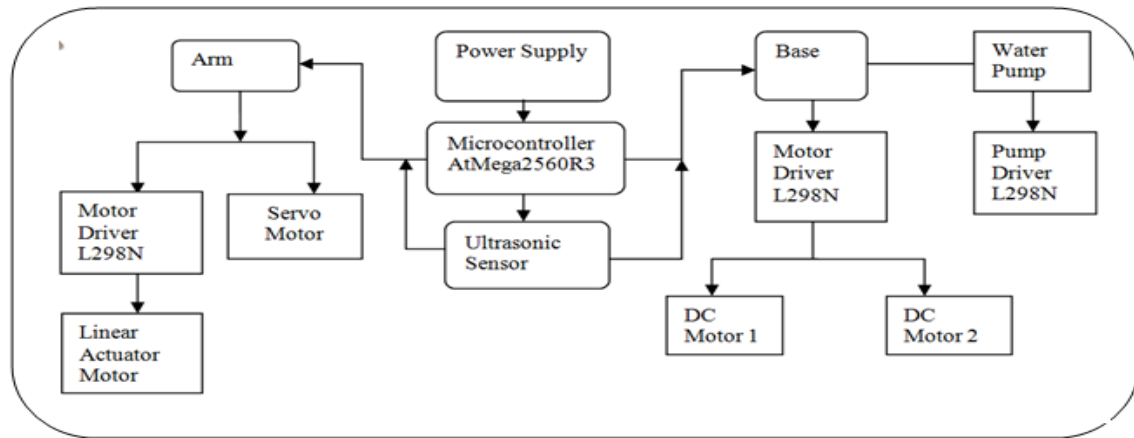 Arm
Power Supply
Base
Water
Pump
Microcontroller
AtMega2560R3
Motor
Driver
L298N
Pump
Driver
L298N
Motor
Driver
L298N
Servo
Motor
Ultrasonic
Sensor
Linear
Actuator
Motor
DC
Motor 1
DC
Motor 2